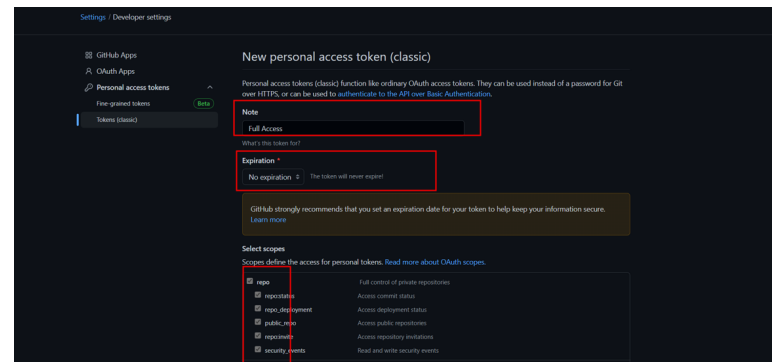 Settings / Developer settings
GitHub Apps
OAuth Apps
Personal access tokens
Fine-grained tokens Beta
Tokens (classic)
New personal access token (classic)
Personal access tokens (classic) function like ordinary OAuth access tokens. They can be used instead of a password for Git
over HTTPS, or can be used to authenticate to the API over Basic Authentication.
Note
Full Access
What's this token for?
Expiration *
No expiration The token will never expire!
GitHub strongly recommends that you set an expiration date for your token to help keep your information secure.
Learn more
Select scopes
Scopes define the access for personal tokens. Read more about OAuth scopes.
repo Full control of private repositories
repo:status Access commit status
repo_deployment Access deployment status
public_repo Access public repositories
repo:invite Access repository invitations
security_events Read and write security events